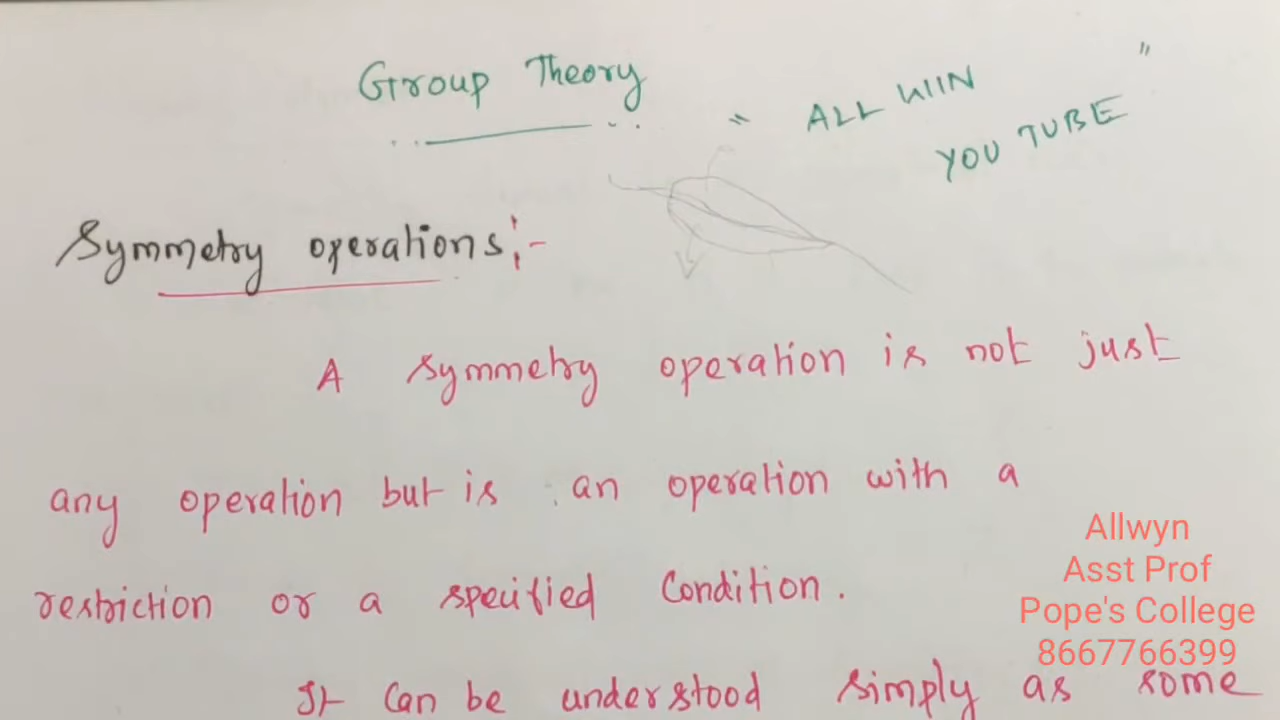 Group Theory
" ALL WIN
YOU TUBE "
Symmetry operations:-
A symmetry operation is not just
any operation but is an operation with a
restriction or a specified Condition.
It Can be understood simply as some
Allwyn
Asst Prof
Pope's College
8667766399